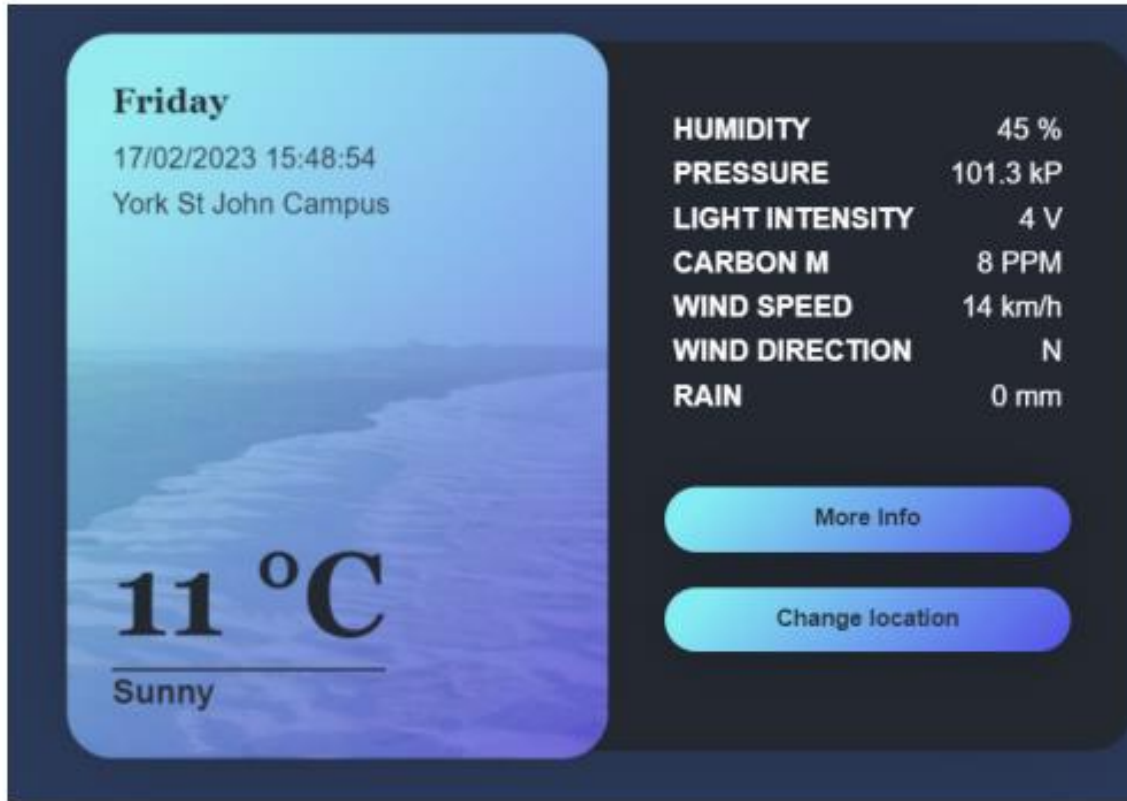 Friday
17/02/2023 15:48:54
York St John Campus
11 °C
Sunny
HUMIDITY 45 %
PRESSURE 101.3 kP
LIGHT INTENSITY 4 V
CARBON M 8 PPM
WIND SPEED 14 km/h
WIND DIRECTION N
RAIN 0 mm
More Info
Change location